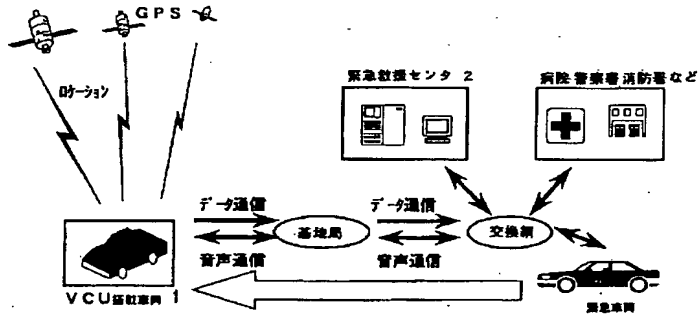 GPS
ロケーション
緊急救援センタ 2
病院 警察署 消防署など
データ通信
データ通信
基地局
交換網
音声通信
音声通信
VCU搭載車両 1
緊急車両